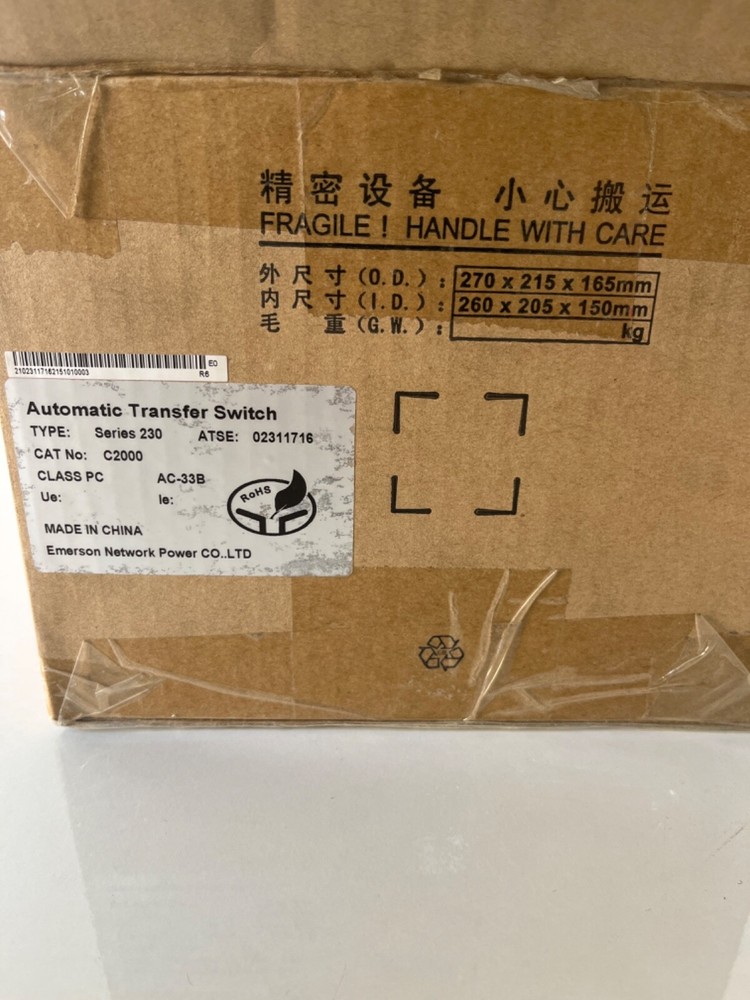 精密设备 小心搬运
FRAGILE! HANDLE WITH CARE
外尺寸(O.D.): 270 x 215 x 165mm
内尺寸(I.D.): 260 x 205 x 150mm
毛 重(G.W.): kg
E0
21023117162151010003 R6
Automatic Transfer Switch
TYPE: Series 230 ATSE: 02311716
CAT No: C2000
CLASS PC AC-33B
Ue: Ie:
RoHS
MADE IN CHINA
Emerson Network Power CO..LTD